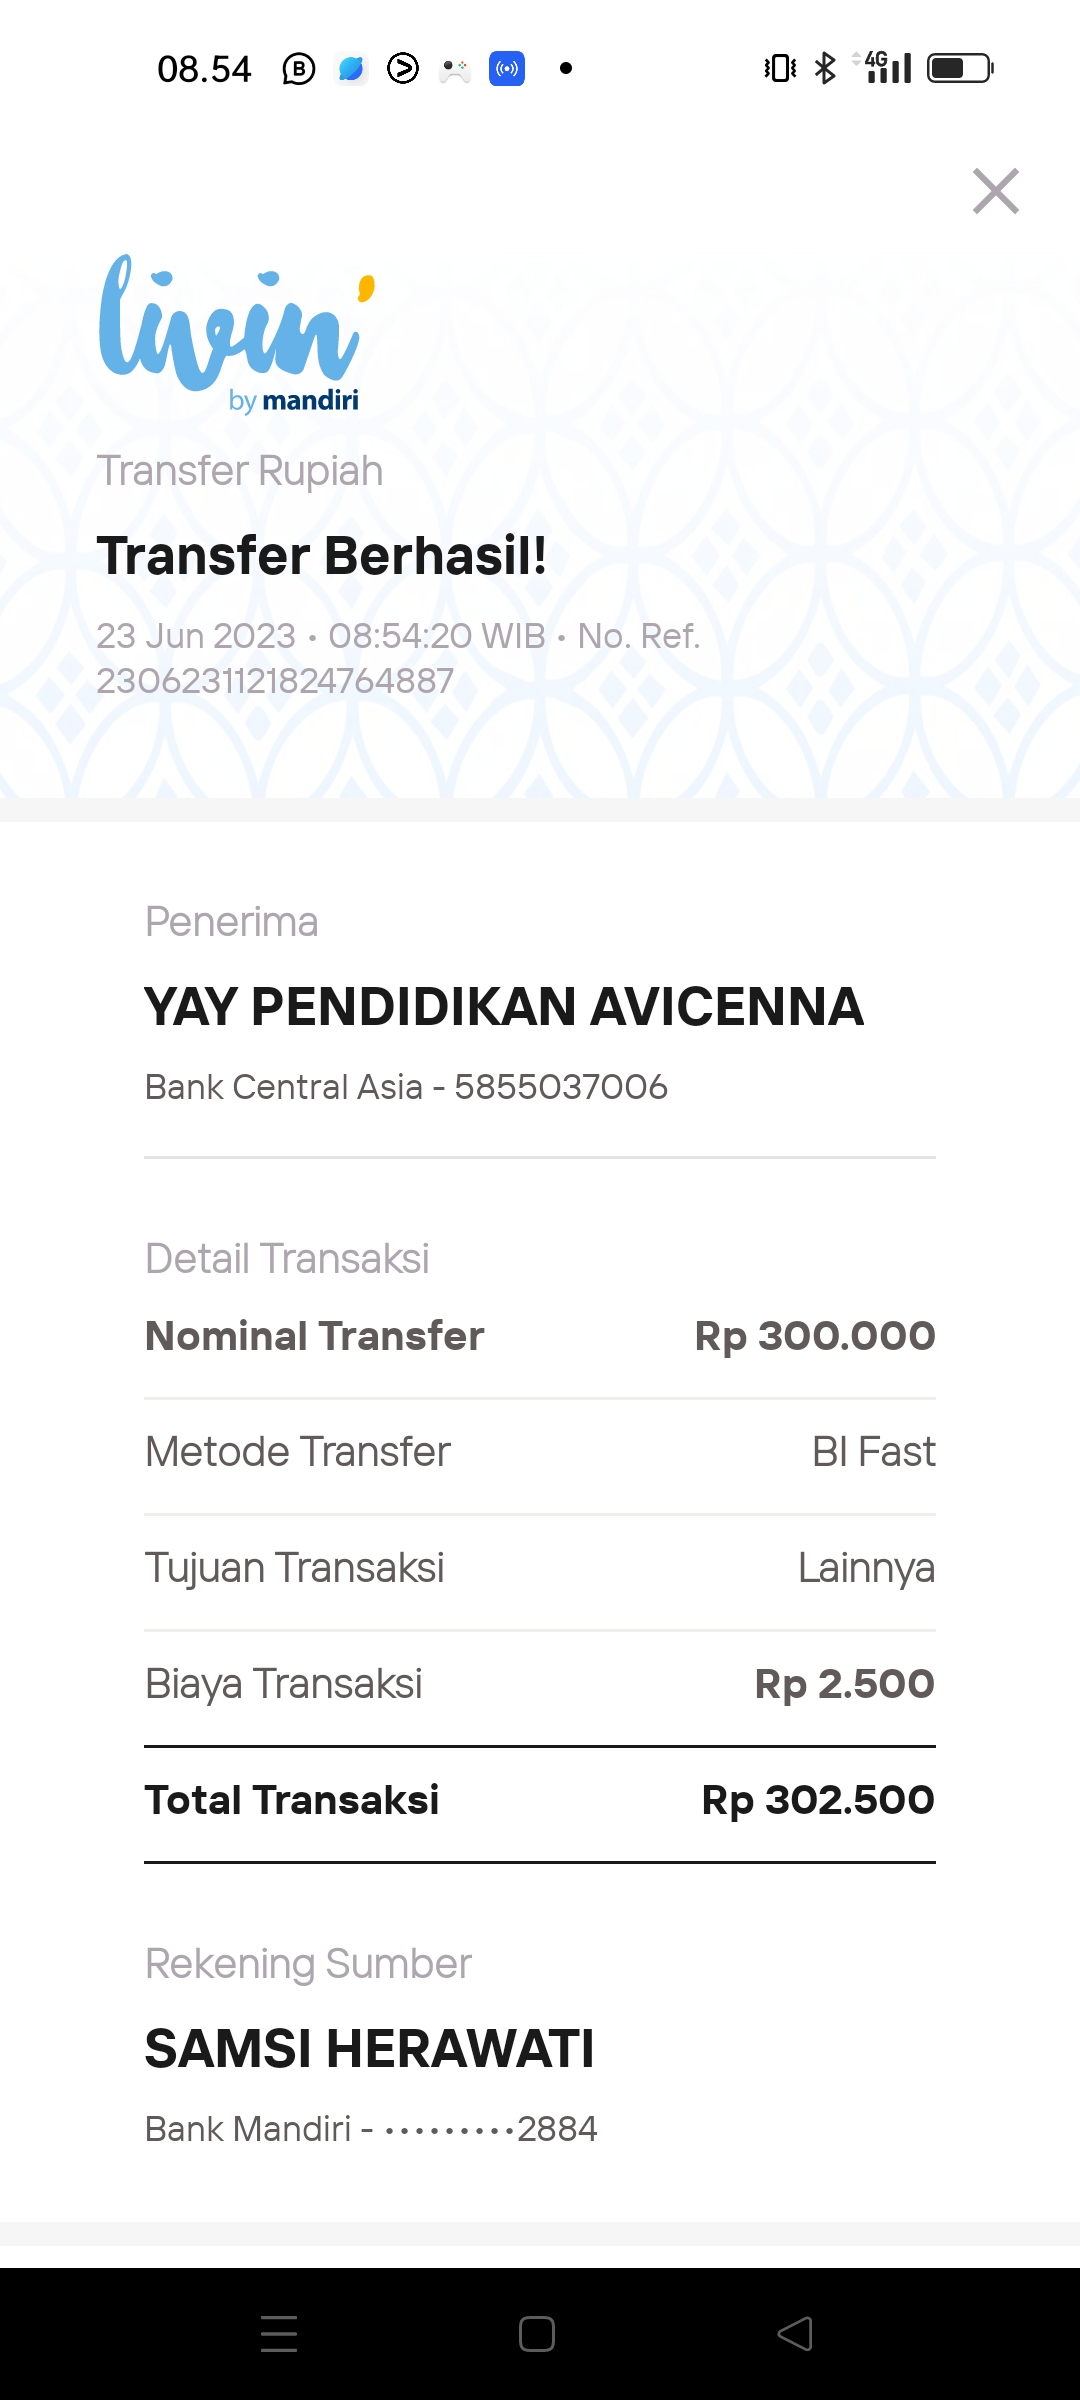 08.54
4G
livin'
by mandiri
Transfer Rupiah
Transfer Berhasil!
23 Jun 2023 • 08:54:20 WIB • No. Ref.
2306231121824764887
Penerima
YAY PENDIDIKAN AVICENNA
Bank Central Asia - 5855037006
Detail Transaksi
Nominal Transfer Rp 300.000
Metode Transfer BI Fast
Tujuan Transaksi Lainnya
Biaya Transaksi Rp 2.500
Total Transaksi Rp 302.500
Rekening Sumber
SAMSI HERAWATI
Bank Mandiri - •••••••••2884